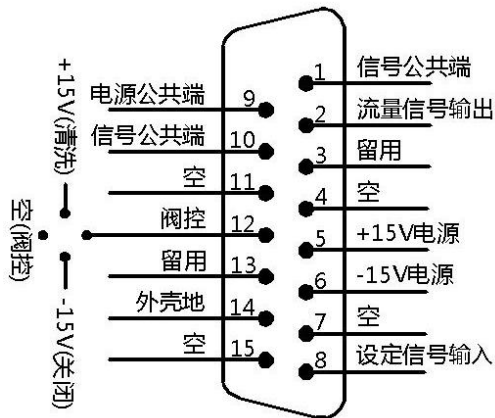 +15V(清洗)
空(阀控)
-15V(关闭)
电源公共端 9
信号公共端 10
空 11
阀控 12
留用 13
外壳地 14
空 15
1 信号公共端
2 流量信号输出
3 留用
4 空
5 +15V电源
6 -15V电源
7 空
8 设定信号输入